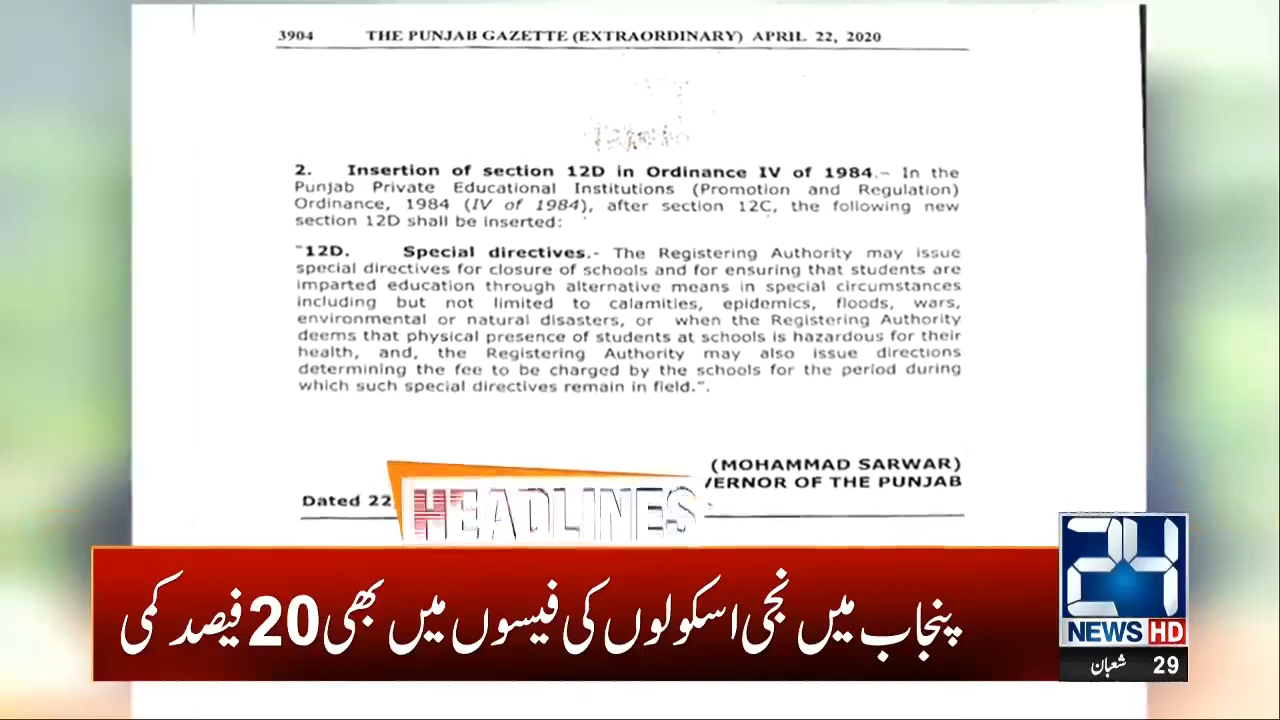 3904 THE PUNJAB GAZETTE (EXTRAORDINARY) APRIL 22, 2020
2. Insertion of section 12D in Ordinance IV of 1984.– In the
Punjab Private Educational Institutions (Promotion and Regulation)
Ordinance, 1984 (IV of 1984), after section 12C, the following new
section 12D shall be inserted:
"12D. Special directives.- The Registering Authority may issue
special directives for closure of schools and for ensuring that students are
imparted education through alternative means in special circumstances
including but not limited to calamities, epidemics, floods, wars,
environmental or natural disasters, or when the Registering Authority
deems that physical presence of students at schools is hazardous for their
health, and, the Registering Authority may also issue directions
determining the fee to be charged by the schools for the period during
which such special directives remain in field.".
(MOHAMMAD SARWAR)
VERNOR OF THE PUNJAB
Dated 22
HEADLINES
پنجاب میں نجی اسکولوں کی فیسوں میں بھی 20 فیصد کمی
24
NEWS HD
29 شعبان